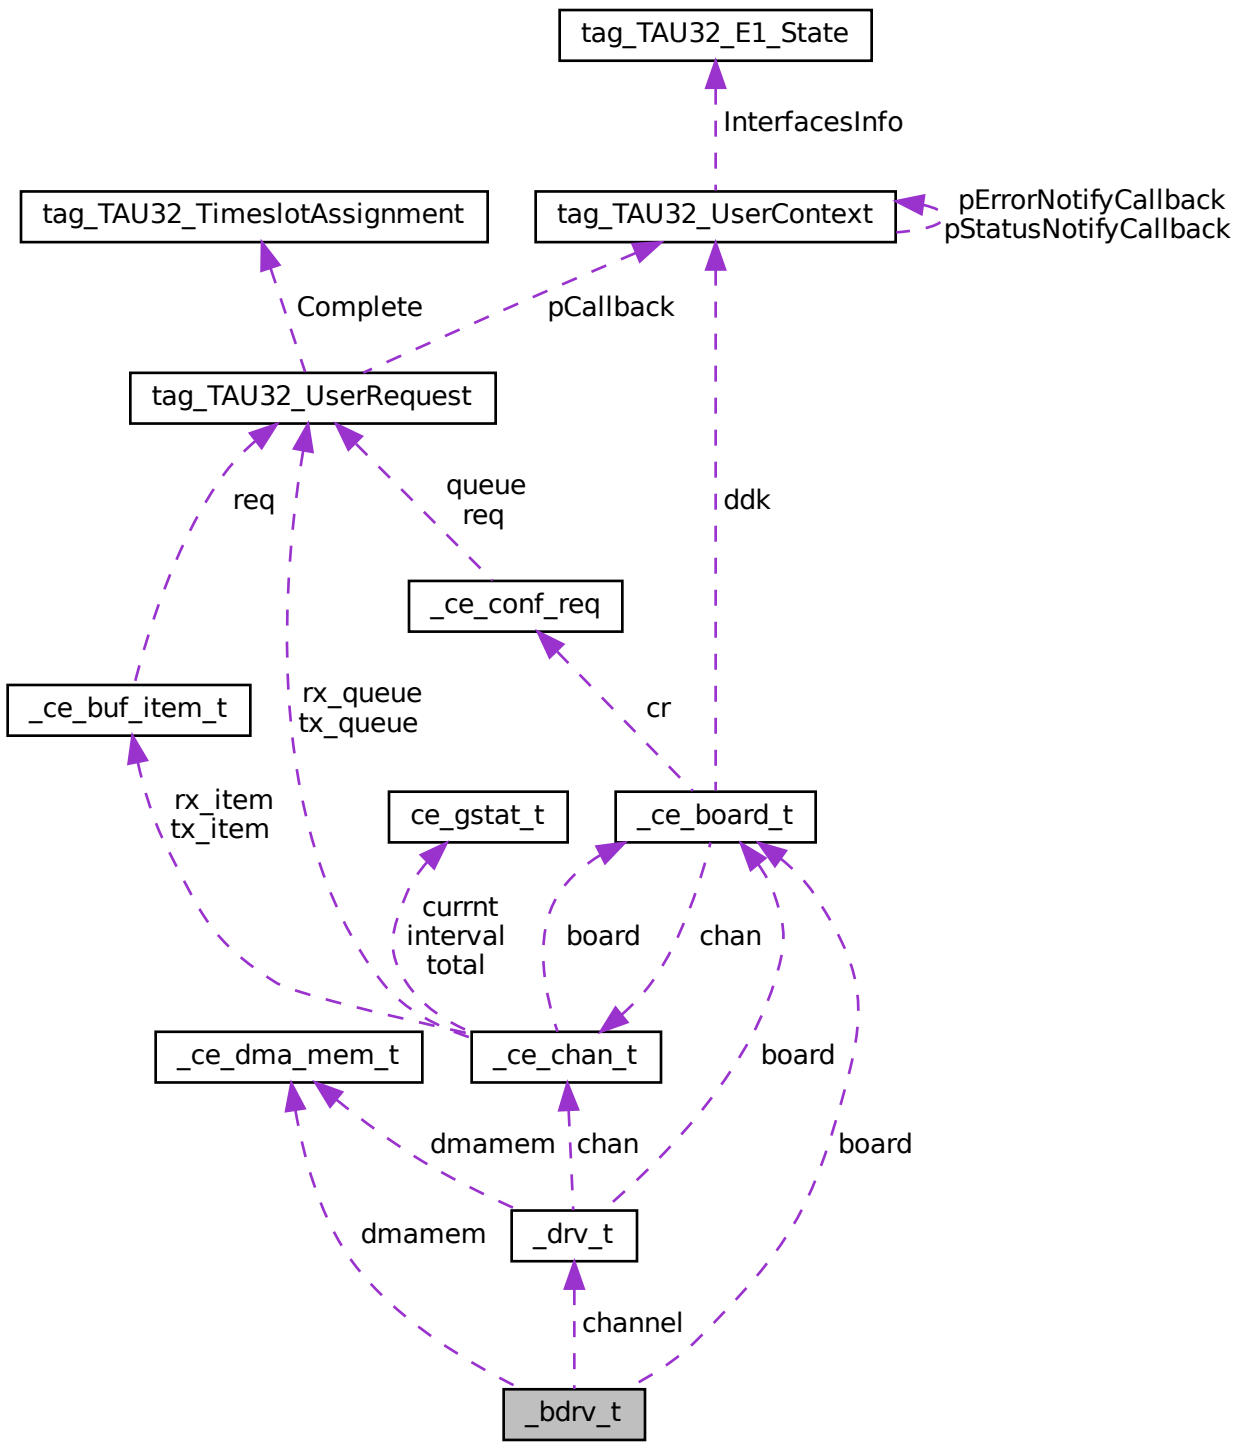 tag_TAU32_E1_State
InterfacesInfo
tag_TAU32_TimeslotAssignment
tag_TAU32_UserContext
pErrorNotifyCallback
pStatusNotifyCallback
Complete
pCallback
tag_TAU32_UserRequest
req
queue
req
ddk
_ce_conf_req
_ce_buf_item_t
rx_queue
tx_queue
cr
rx_item
tx_item
ce_gstat_t
_ce_board_t
currnt
interval
total
board
chan
_ce_dma_mem_t
_ce_chan_t
board
dmamem
chan
board
dmamem
_drv_t
channel
_bdrv_t